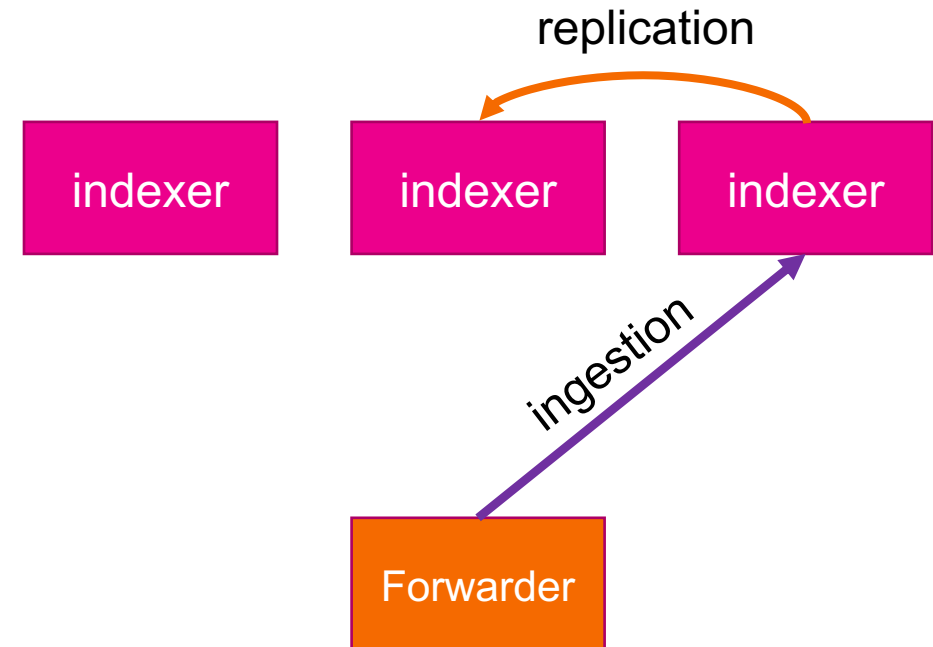 replication
indexer
indexer
indexer
ingestion
Forwarder